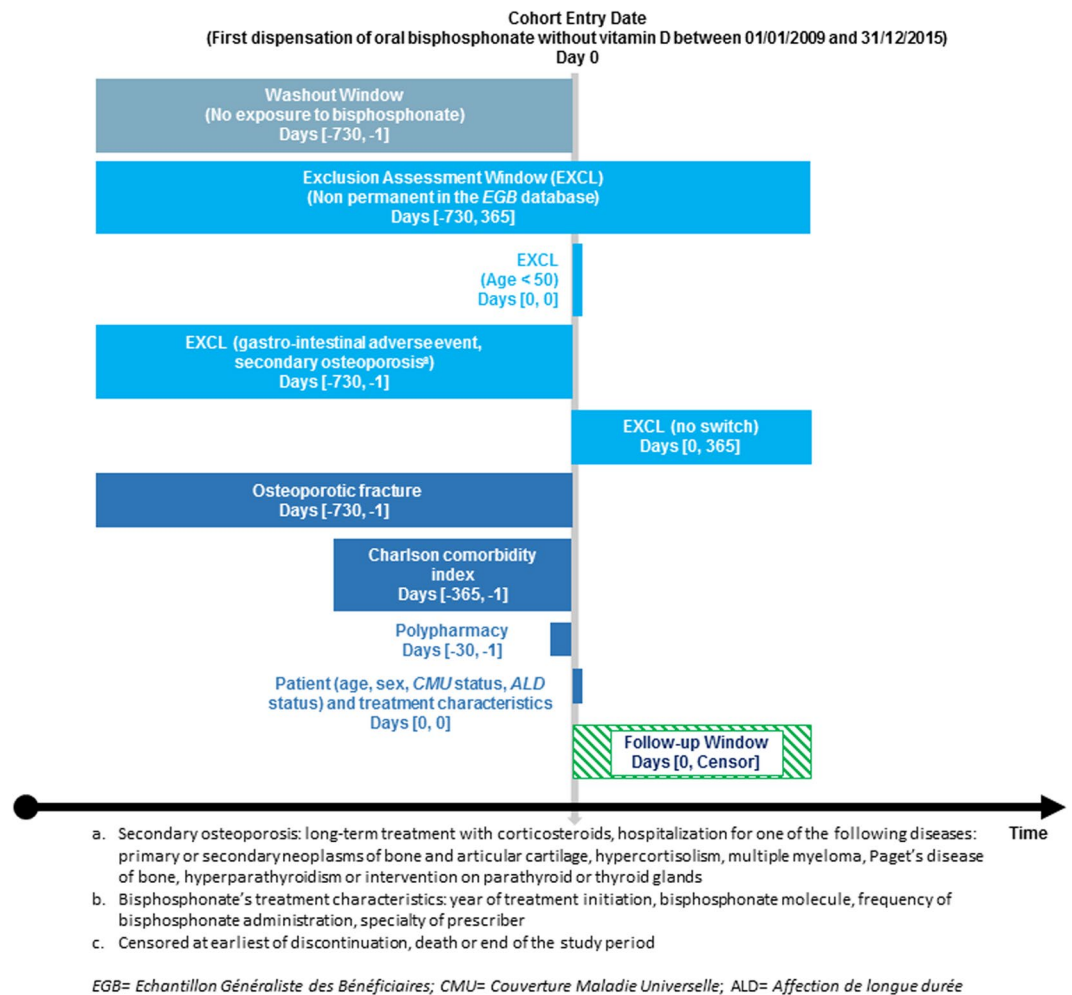 Cohort Entry Date
(First dispensation of oral bisphosphonate without vitamin D between 01/01/2009 and 31/12/2015)
Day 0
Washout Window
(No exposure to bisphosphonate)
Days [-730, -1]
Exclusion Assessment Window (EXCL)
(Non permanent in the EGB database)
Days [-730, 365]
EXCL
(Age < 50)
Days [0, 0]
EXCL (gastro-intestinal adverse event,
secondary osteoporosisª)
Days [-730, -1]
EXCL (no switch)
Days [0, 365]
Osteoporotic fracture
Days [-730, -1]
Charlson comorbidity
index
Days [-365, -1]
Polypharmacy
Days [-30, -1]
Patient (age, sex, CMU status, ALD
status) and treatment characteristics
Days [0, 0]
Follow-up Window
Days [0, Censor]
Time
a. Secondary osteoporosis: long-term treatment with corticosteroids, hospitalization for one of the following diseases:
primary or secondary neoplasms of bone and articular cartilage, hypercortisolism, multiple myeloma, Paget's disease
of bone, hyperparathyroidism or intervention on parathyroid or thyroid glands
b. Bisphosphonate's treatment characteristics: year of treatment initiation, bisphosphonate molecule, frequency of
bisphosphonate administration, specialty of prescriber
c. Censored at earliest of discontinuation, death or end of the study period
EGB= Echantillon Généraliste des Bénéficiaires; CMU= Couverture Maladie Universelle; ALD= Affection de longue durée